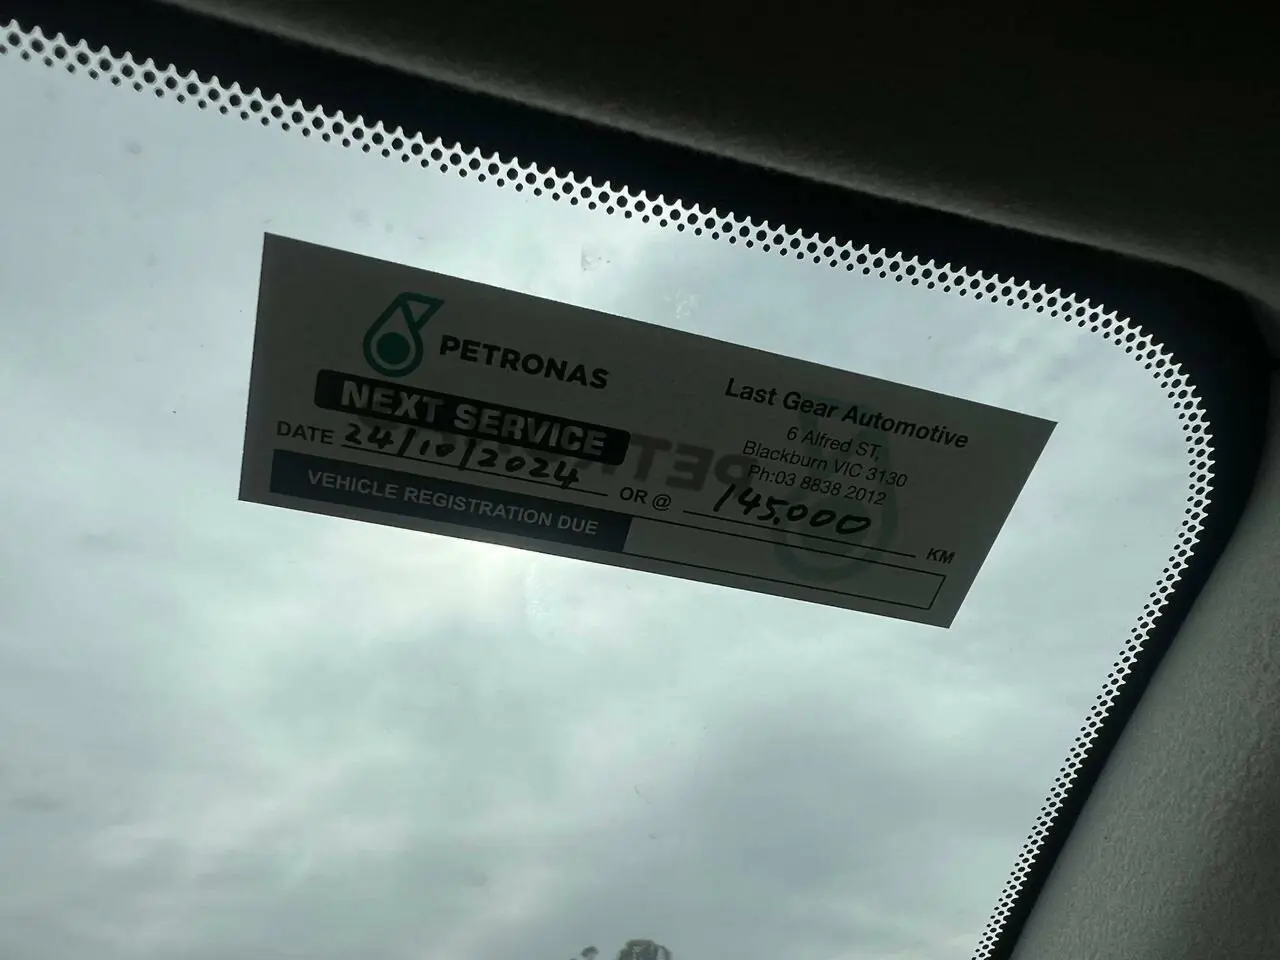 PETRONAS
NEXT SERVICE
DATE 24/10/2024
OR @ 145,000 KM
VEHICLE REGISTRATION DUE
Last Gear Automotive
6 Alfred ST,
Blackburn VIC 3130
Ph:03 8838 2012